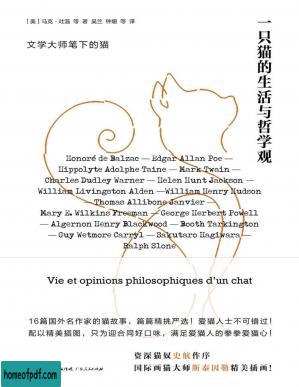 [美] 马克·吐温 等 著 吴兰 钟姗 等 译
文学大师笔下的猫
一只猫的生活与哲学观
Honoré de Balzac — Edgar Allan Poe —
Hippolyte Adolphe Taine — Mark Twain —
Charles Dudley Warner — Helen Hunt Jackson —
William Livingston Alden — William Henry Hudson
— Thomas Allibone Janvier —
Mary E. Wilkins Freeman — George Herbert Powell
— Algernon Henry Blackwood — Booth Tarkington
— Guy Wetmore Carryl — Sakutaro Hagiwara —
Ralph Slone
Vie et opinions philosophiques d'un chat
16篇国外名作家的猫故事，篇篇精挑严选！爱猫人士不可错过！
配以精美插图，只为迎合同好口味，满足爱猫人的拳拳爱猫心！
资深猫奴史航作序
国际画猫大师斯泰因勒精美插画！
homeofpdf.com
homeofpdf.com